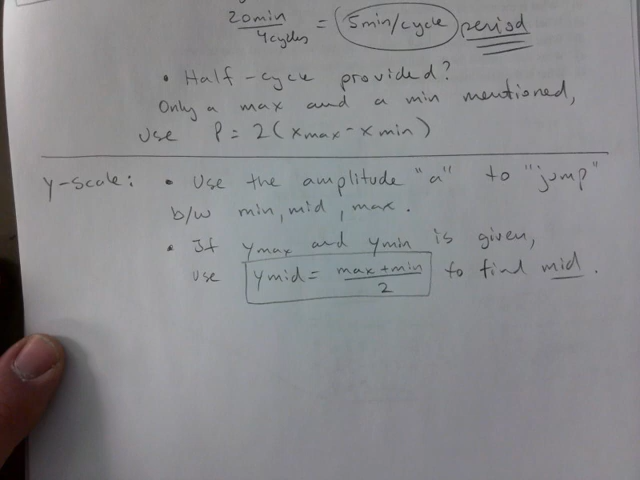 20min/4cycles = 5min/cycle period
• Half-cycle provided?
Only a max and a min mentioned,
use P = 2(xmax - xmin)
y-scale: • Use the amplitude "a" to "jump"
b/w min, mid, max.
• If ymax and ymin is given,
use ymid = max+min/2 to find mid.